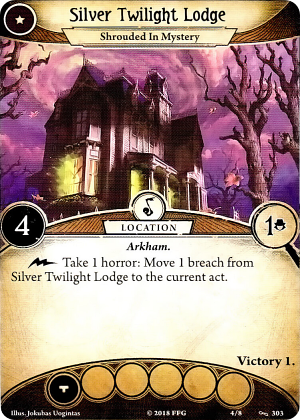 Silver Twilight Lodge
Shrouded In Mystery
4
LOCATION
1
Arkham.
Take 1 horror: Move 1 breach from
Silver Twilight Lodge to the current act.
Victory 1.
Illus. Jokubas Uogintas
© 2018 FFG
4/8
303